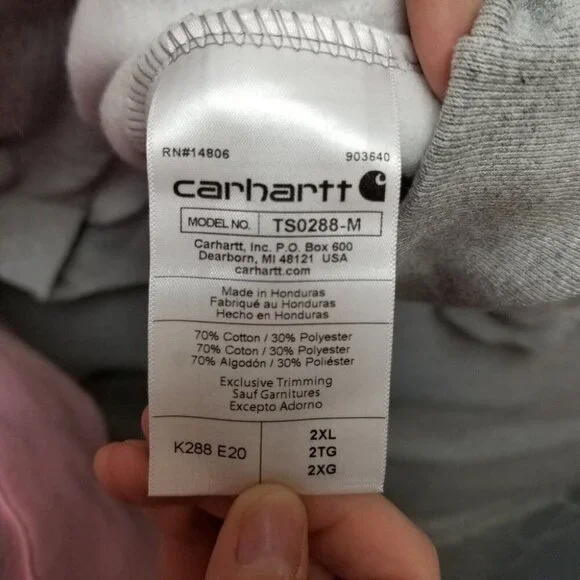 RN#14806 903640
carhartt
MODEL NO. TS0288-M
Carhartt, Inc. P.O. Box 600
Dearborn, MI 48121 USA
carhartt.com
Made in Honduras
Fabriqué au Honduras
Hecho en Honduras
70% Cotton / 30% Polyester
70% Coton / 30% Polyester
70% Algodón / 30% Poliéster
Exclusive Trimming
Sauf Garnitures
Excepto Adorno
K288 E20
2XL
2TG
2XG